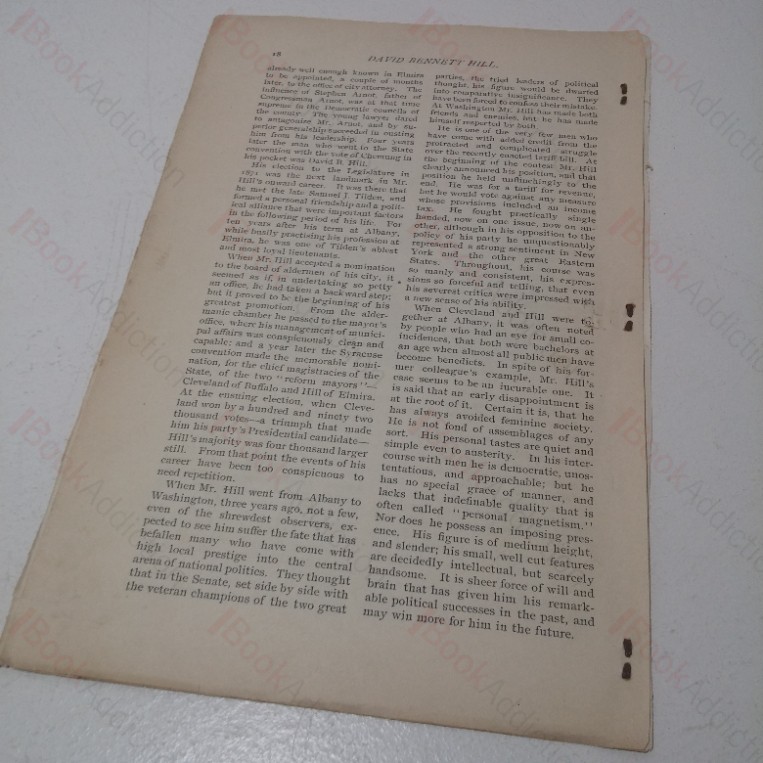 18
DAVID BENNETT HILL.
already well enough known in Elmira
to be appointed, a couple of months
later, to the office of city attorney. The
influence of Stephen Arnot, father of
Congressman Arnot, was at that time
supreme in the Democratic councils of
the county. The young lawyer dared
to antagonize Mr. Arnot, and by su-
perior generalship succeeded in ousting
him from his leadership. Four years
later the man who went to the State
convention with the vote of Chemung in
his pocket was David B. Hill.
His election to the Legislature in
1871 was the next landmark in Mr.
Hill's onward career. It was there that
he met the late Samuel J. Tilden, and
formed a personal friendship and a polit-
ical alliance that were important factors
in the following period of his life. For
ten years after his term at Albany,
while busily practising his profession at
Elmira, he was one of Tilden's ablest
and most loyal lieutenants.
When Mr. Hill accepted a nomination
to the board of aldermen of his city, it
seemed as if, in undertaking so petty
an office, he had taken a backward step;
but it proved to be the beginning of his
greatest promotion. From the alder-
manic chamber he passed to the mayor's
office, where his management of munici-
pal affairs was conspicuously clean and
capable; and a year later the Syracuse
convention made the memorable nomi-
nation, for the chief magistracies of the
State, of the two "reform mayors"—
Cleveland of Buffalo and Hill of Elmira.
At the ensuing election, when Cleve-
land won by a hundred and ninety two
thousand votes—a triumph that made
him his party's Presidential candidate—
Hill's majority was four thousand larger
still. From that point the events of his
career have been too conspicuous to
need repetition.
When Mr. Hill went from Albany to
Washington, three years ago, not a few,
even of the shrewdest observers, ex-
pected to see him suffer the fate that has
befallen many who have come with
high local prestige into the central
arena of national politics. They thought
that in the Senate, set side by side with
the veteran champions of the two great
parties, the tried leaders of political
thought, his figure would be dwarfed
into comparative insignificance. They
have been forced to confess their mistake.
At Washington Mr. Hill has made both
friends and enemies, but he has made
himself respected by both.
He is one of the very few men who
have come with added credit from the
protracted and complicated struggle
over the recently enacted tariff bill. At
the beginning of the contest Mr. Hill
clearly announced his position, and that
position he held unflinchingly to the
end. He was for a tariff for revenue,
but he would vote against any measure
whose provisions included an income
tax. He fought practically single
handed, now on one issue, now on an-
other, although in his opposition to the
policy of his party he unquestionably
represented a strong sentiment in New
York and the other great Eastern
States. Throughout, his course was
so manly and consistent, his expres-
sions so forceful and telling, that even
his severest critics were impressed with
a new sense of his ability.
When Cleveland and Hill were to-
gether at Albany, it was often noted
by people who had an eye for small co-
incidences, that both were bachelors at
an age when almost all public men have
become benedicts. In spite of his for-
mer colleague's example, Mr. Hill's
case seems to be an incurable one. It
is said that an early disappointment is
at the root of it. Certain it is, that he
has always avoided feminine society.
He is not fond of assemblages of any
sort. His personal tastes are quiet and
simple even to austerity. In his inter-
course with men he is democratic, unos-
tentatious, and approachable; but he
has no special grace of manner, and
lacks that indefinable quality that is
often called "personal magnetism."
Nor does he possess an imposing pres-
ence. His figure is of medium height,
and slender; his small, well cut features
are decidedly intellectual, but scarcely
handsome. It is sheer force of will and
brain that has given him his remark-
able political successes in the past, and
may win more for him in the future.